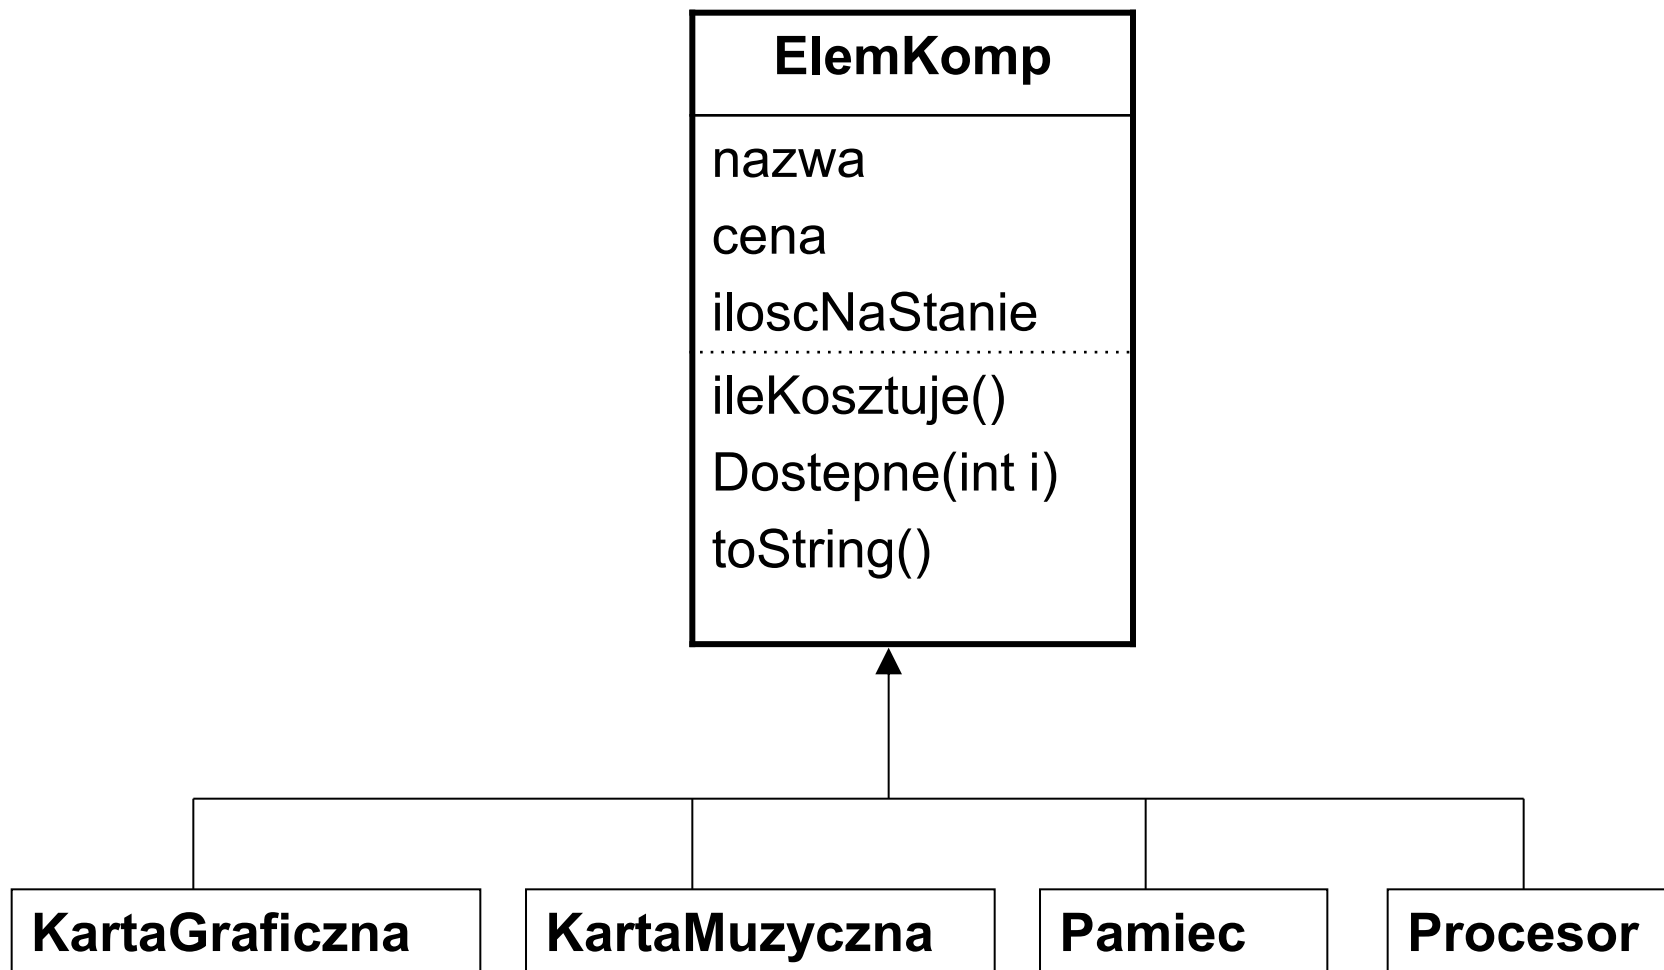 ElemKomp
nazwa
cena
iloscNaStanie
ileKosztuje()
Dostepne(int i)
toString()
KartaGraficzna
KartaMuzyczna
Pamiec
Procesor